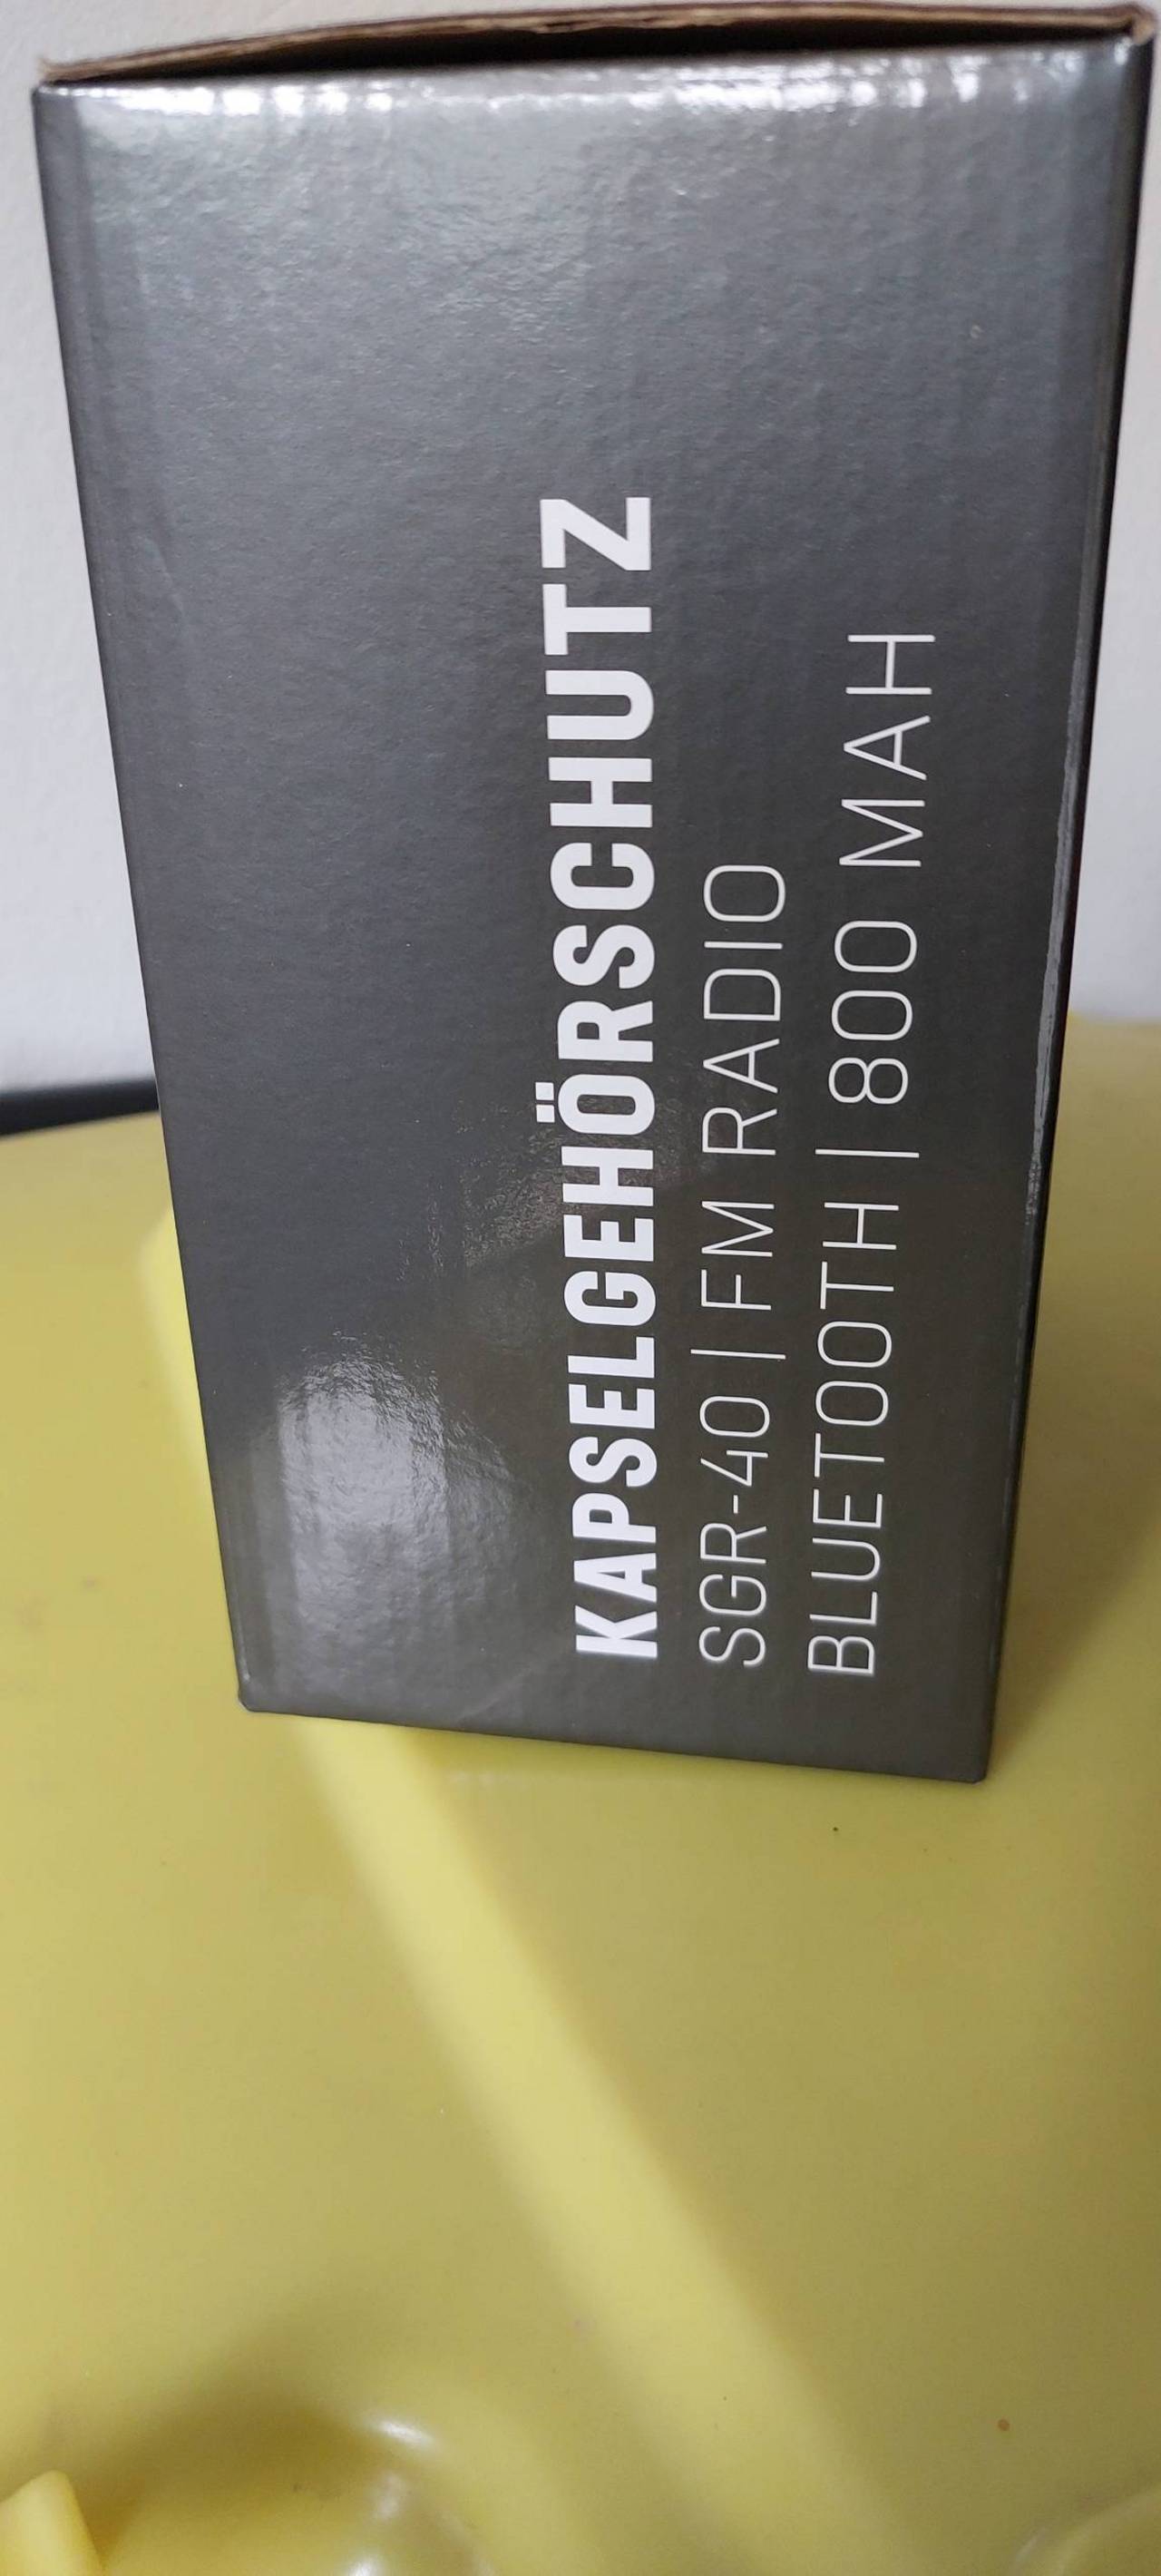 KAPSELGEHÖRSCHUTZ
SGR-40 | FM RADIO
BLUETOOTH | 800 MAH